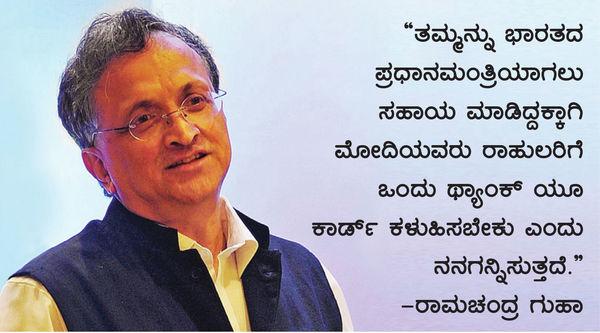 “ತಮ್ಮನ್ನು ಭಾರತದ
ಪ್ರಧಾನಮಂತ್ರಿಯಾಗಲು
ಸಹಾಯ ಮಾಡಿದ್ದಕ್ಕಾಗಿ
ಮೋದಿಯವರು ರಾಹುಲರಿಗೆ
ಒಂದು ಥ್ಯಾಂಕ್ ಯೂ
ಕಾರ್ಡ್ ಕಳುಹಿಸಬೇಕು ಎಂದು
ನನಗನ್ನಿಸುತ್ತದೆ.”
–ರಾಮಚಂದ್ರ ಗುಹಾ